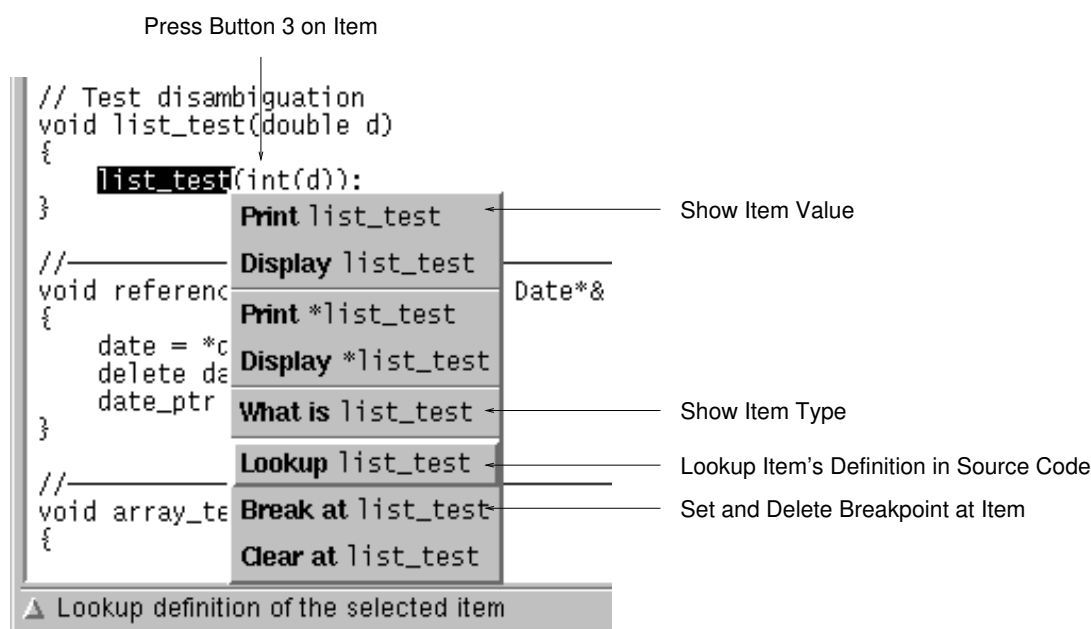 Press Button 3 on Item
// Test disambiguation
void list_test(double d)
{
list_test(int(d));
}
Print list_test
Show Item Value
Display list_test
//
void referenc
Date*&
{
Print *list_test
date = *c
Display *list_test
delete da
date_ptr
What is list_test
Show Item Type
}
Lookup list_test
Lookup Item's Definition in Source Code
//
void array_te
Break at list_test
Set and Delete Breakpoint at Item
{
Clear at list_test
Lookup definition of the selected item